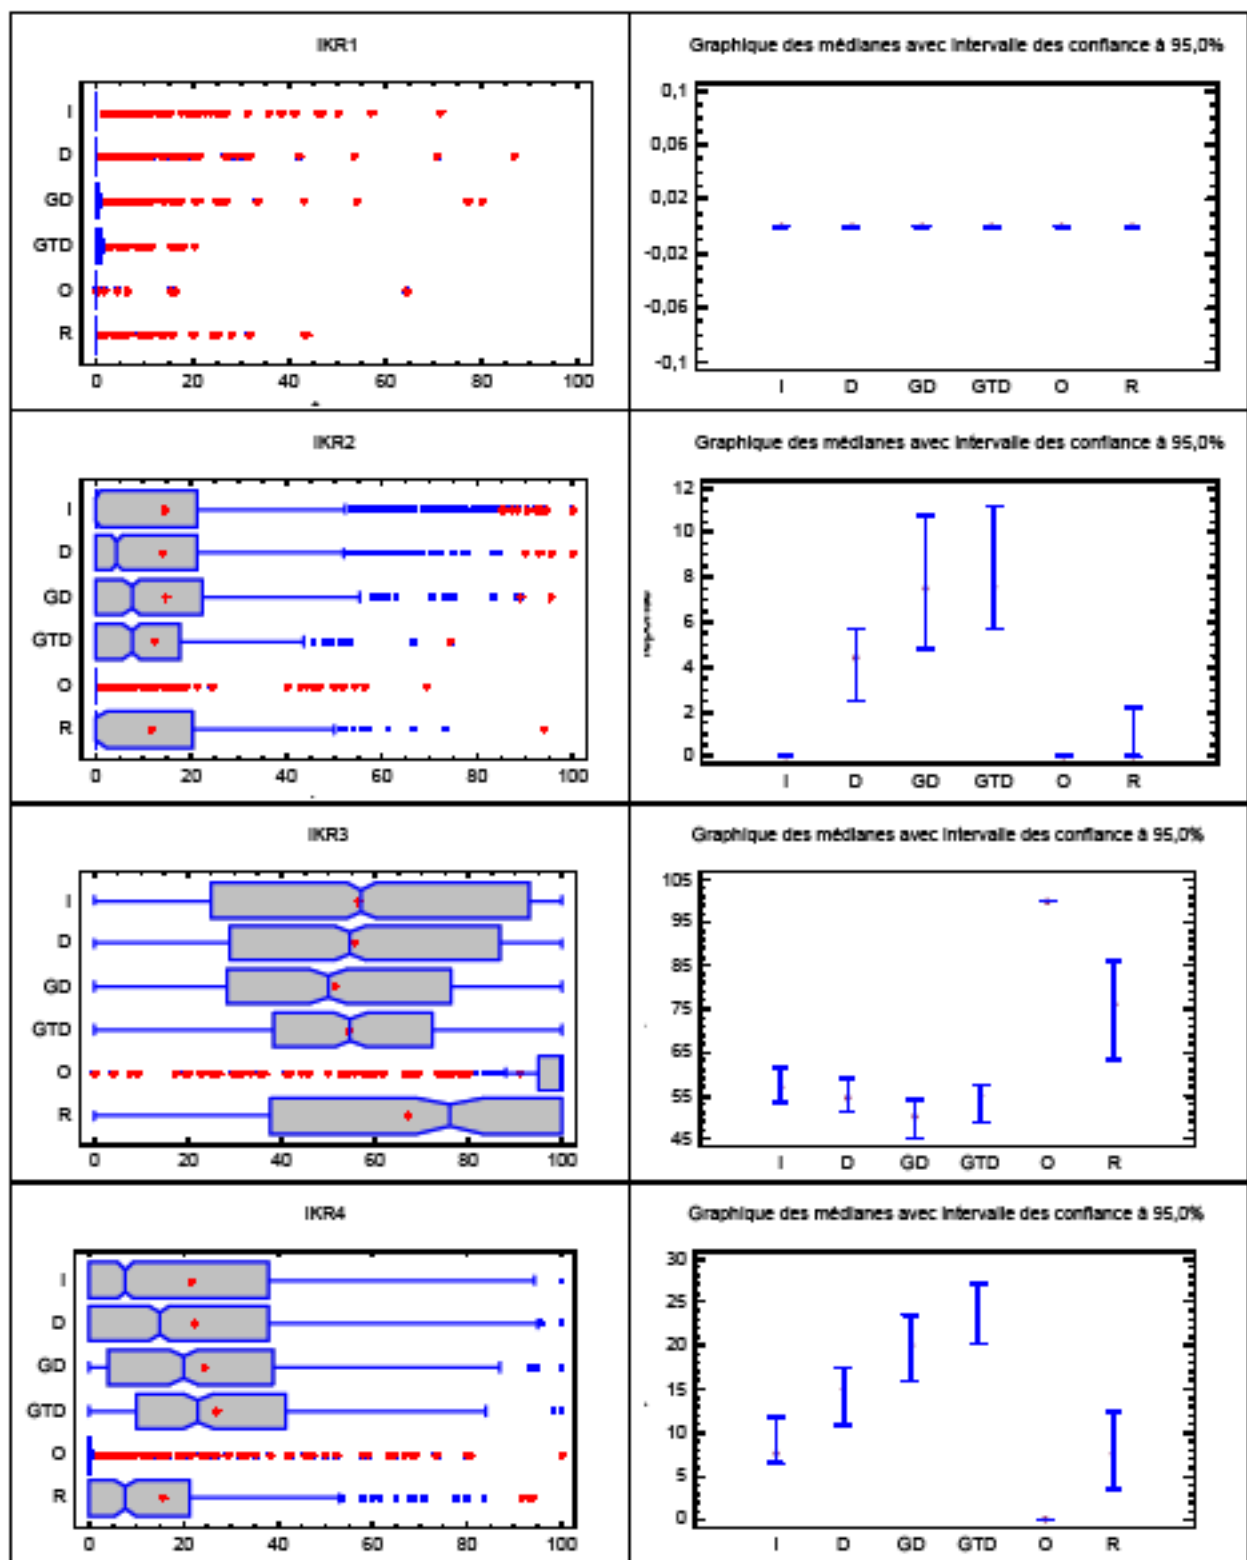 IKR1
I
D
GD
GTD
O
R
0 20 40 60 80 100
Graphique des médianes avec intervalle des confiance à 95,0%
0,1
0,06
0,02
-0,02
-0,06
-0,1
I D GD GTD O R
IKR2
I
D
GD
GTD
O
R
0 20 40 60 80 100
Graphique des médianes avec intervalle des confiance à 95,0%
12
10
8
6
4
2
0
I D GD GTD O R
IKR3
I
D
GD
GTD
O
R
0 20 40 60 80 100
Graphique des médianes avec intervalle des confiance à 95,0%
105
95
85
75
65
55
45
I D GD GTD O R
IKR4
I
D
GD
GTD
O
R
0 20 40 60 80 100
Graphique des médianes avec intervalle des confiance à 95,0%
30
25
20
15
10
5
0
I D GD GTD O R